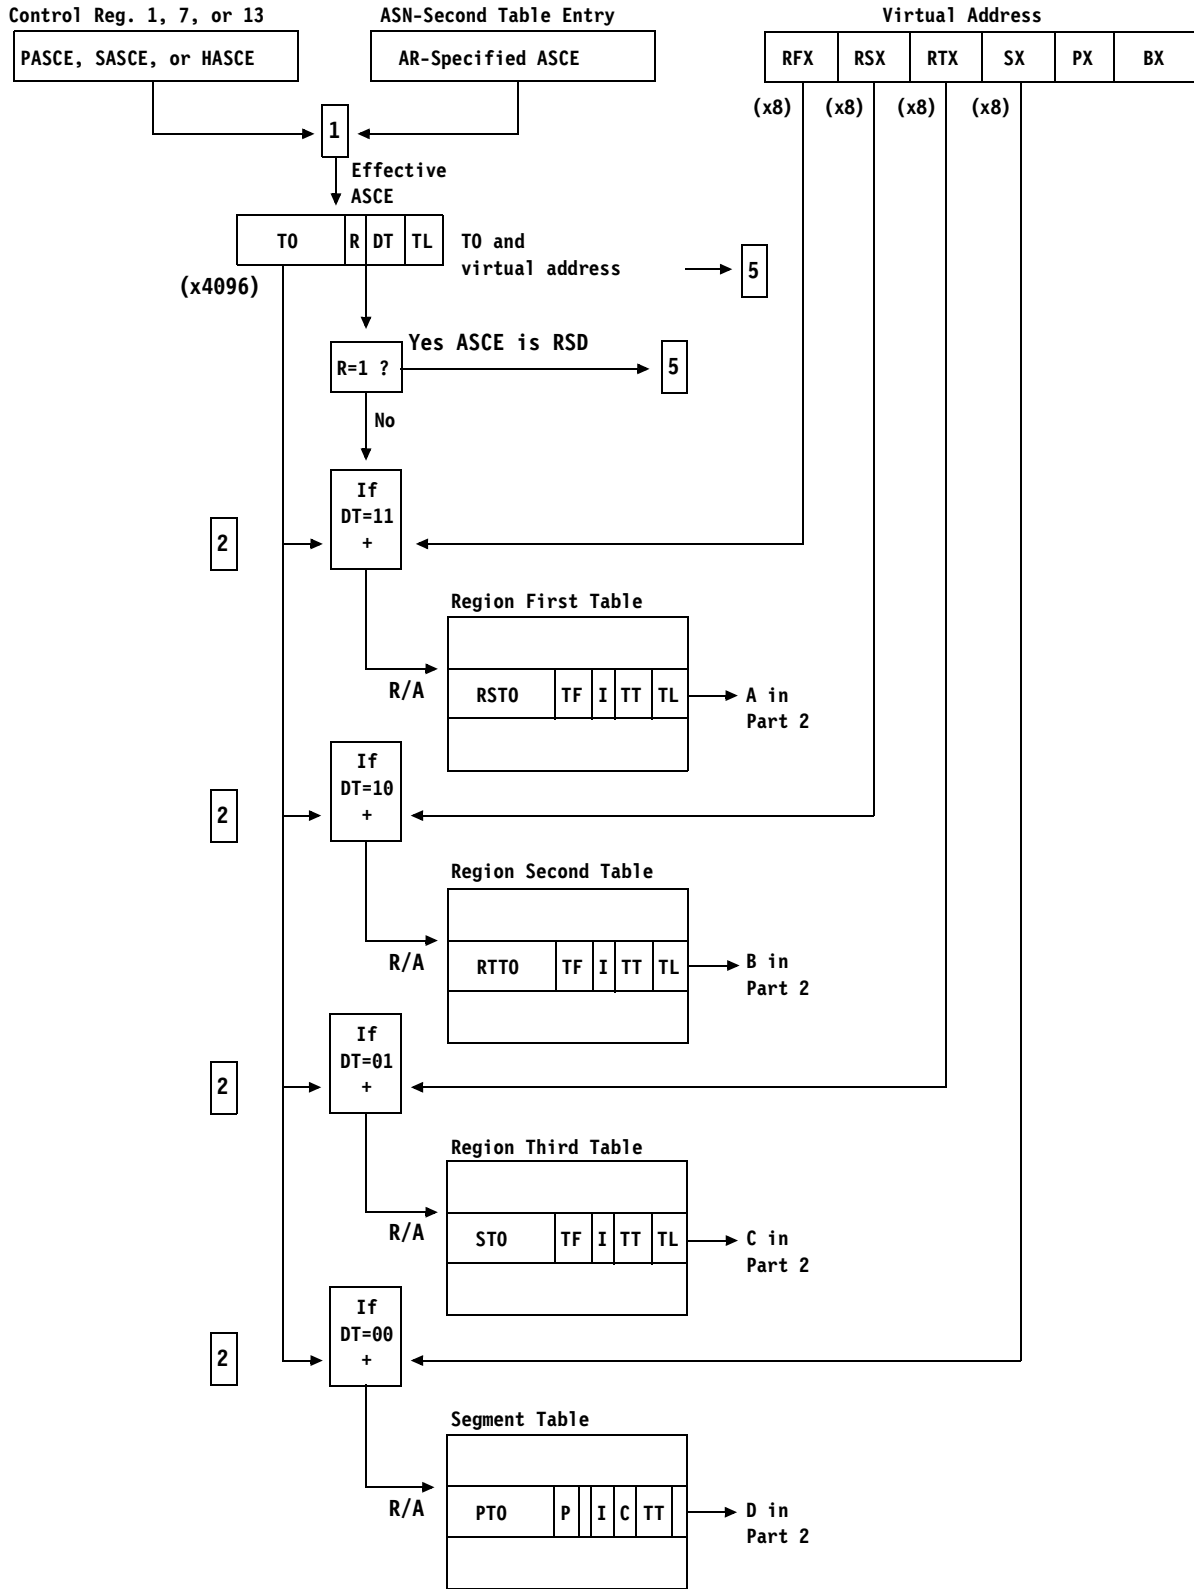 Control Reg. 1, 7, or 13
ASN-Second Table Entry
Virtual Address
PASCE, SASCE, or HASCE
AR-Specified ASCE
RFX RSX RTX SX PX BX
(x8) (x8) (x8) (x8)
1
Effective
ASCE
TO R DT TL
TO and
virtual address
5
(x4096)
R=1 ?
Yes ASCE is RSD
5
No
If
DT=11
+
2
Region First Table
R/A
RSTO TF I TT TL
A in
Part 2
If
DT=10
+
2
Region Second Table
R/A
RTTO TF I TT TL
B in
Part 2
If
DT=01
+
2
Region Third Table
R/A
STO TF I TT TL
C in
Part 2
If
DT=00
+
2
Segment Table
R/A
PTO P I C TT
D in
Part 2